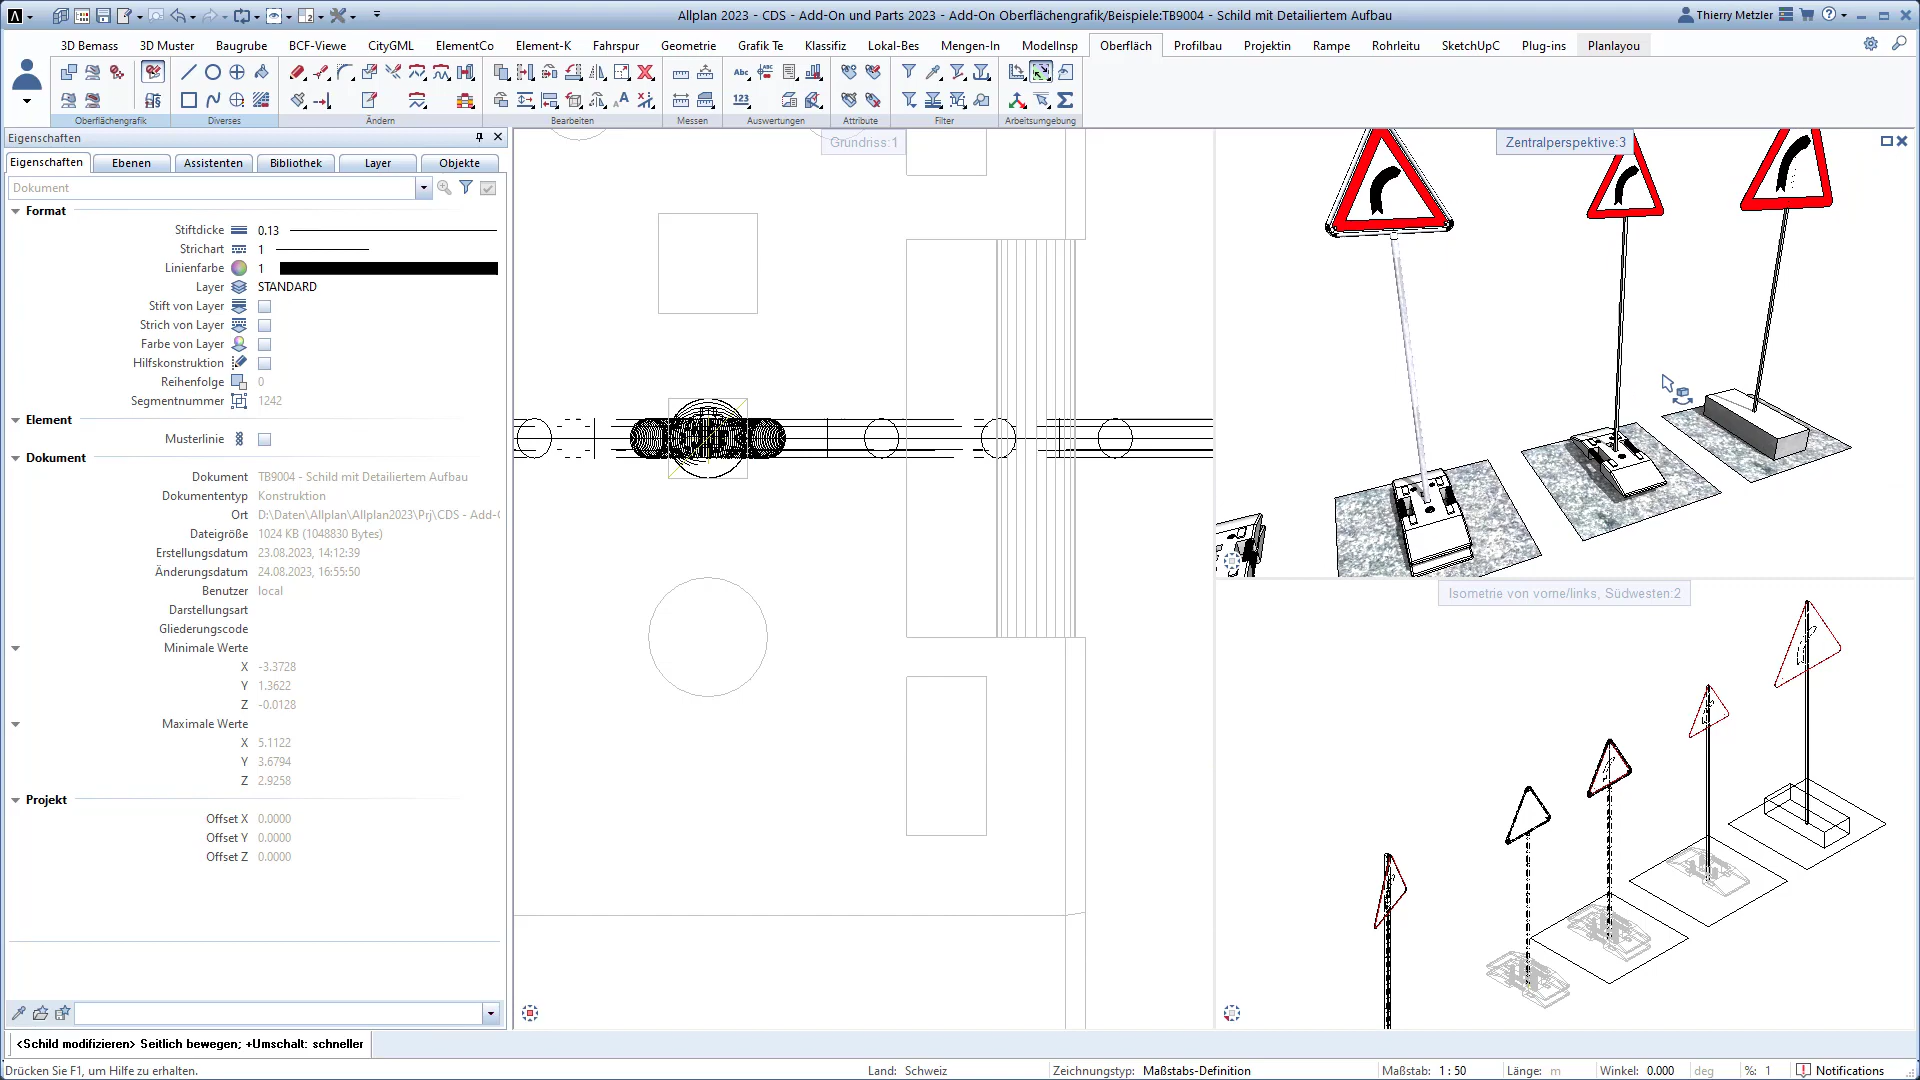 Allplan 2023 - CDS - Add-On und Parts 2023 - Add-On Oberflächengrafik/Beispiele:TB9004 - Schild mit Detailiertem Aufbau
Thierry Metzler
3D Bemass
3D Muster
Baugrube
BCF-Viewe
CityGML
ElementCo
Element-K
Fahrspur
Geometrie
Grafik Te
Klassifiz
Lokal-Bes
Mengen-In
ModelInsp
Oberfläch
Profilbau
Projektin
Rampe
Rohrleitu
SketchUpC
Plug-ins
Planlayou
Abc
123
Oberflächengrafik
Diverses
Ändern
Bearbeiten
Messen
Auswertungen
Attribute
Filter
Arbeitsumgebung
Eigenschaften
Eigenschaften
Ebenen
Assistenten
Bibliothek
Layer
Objekte
Dokument
Format
Stiftdicke 0.13
Strichart 1
Linienfarbe 1
Layer STANDARD
Stift von Layer
Strich von Layer
Farbe von Layer
Hilfskonstruktion
Reihenfolge 0
Segmentnummer 1242
Element
Musterlinie
Dokument
Dokument TB9004 - Schild mit Detailiertem Aufbau
Dokumententyp Konstruktion
Ort D:\Daten\Allplan\Allplan2023\Prj\CDS - Add-
Dateigröße 1024 KB (1048830 Bytes)
Erstellungsdatum 23.08.2023, 14:12:39
Änderungsdatum 24.08.2023, 16:55:50
Benutzer local
Darstellungsart
Gliederungscode
Minimale Werte
X -3.3728
Y 1.3622
Z -0.0128
Maximale Werte
X 5.1122
Y 3.6794
Z 2.9258
Projekt
Offset X 0.0000
Offset Y 0.0000
Offset Z 0.0000
Grundriss:1
Zentralperspektive:3
Isometrie von vorne/links, Südwesten:2
<Schild modifizieren> Seitlich bewegen; +Umschalt: schneller
Drücken Sie F1, um Hilfe zu erhalten.
Land: Schweiz
Zeichnungstyp: Maßstabs-Definition
Maßstab: 1 : 50
Länge: m
Winkel: 0.000 deg
%: 1
Notifications